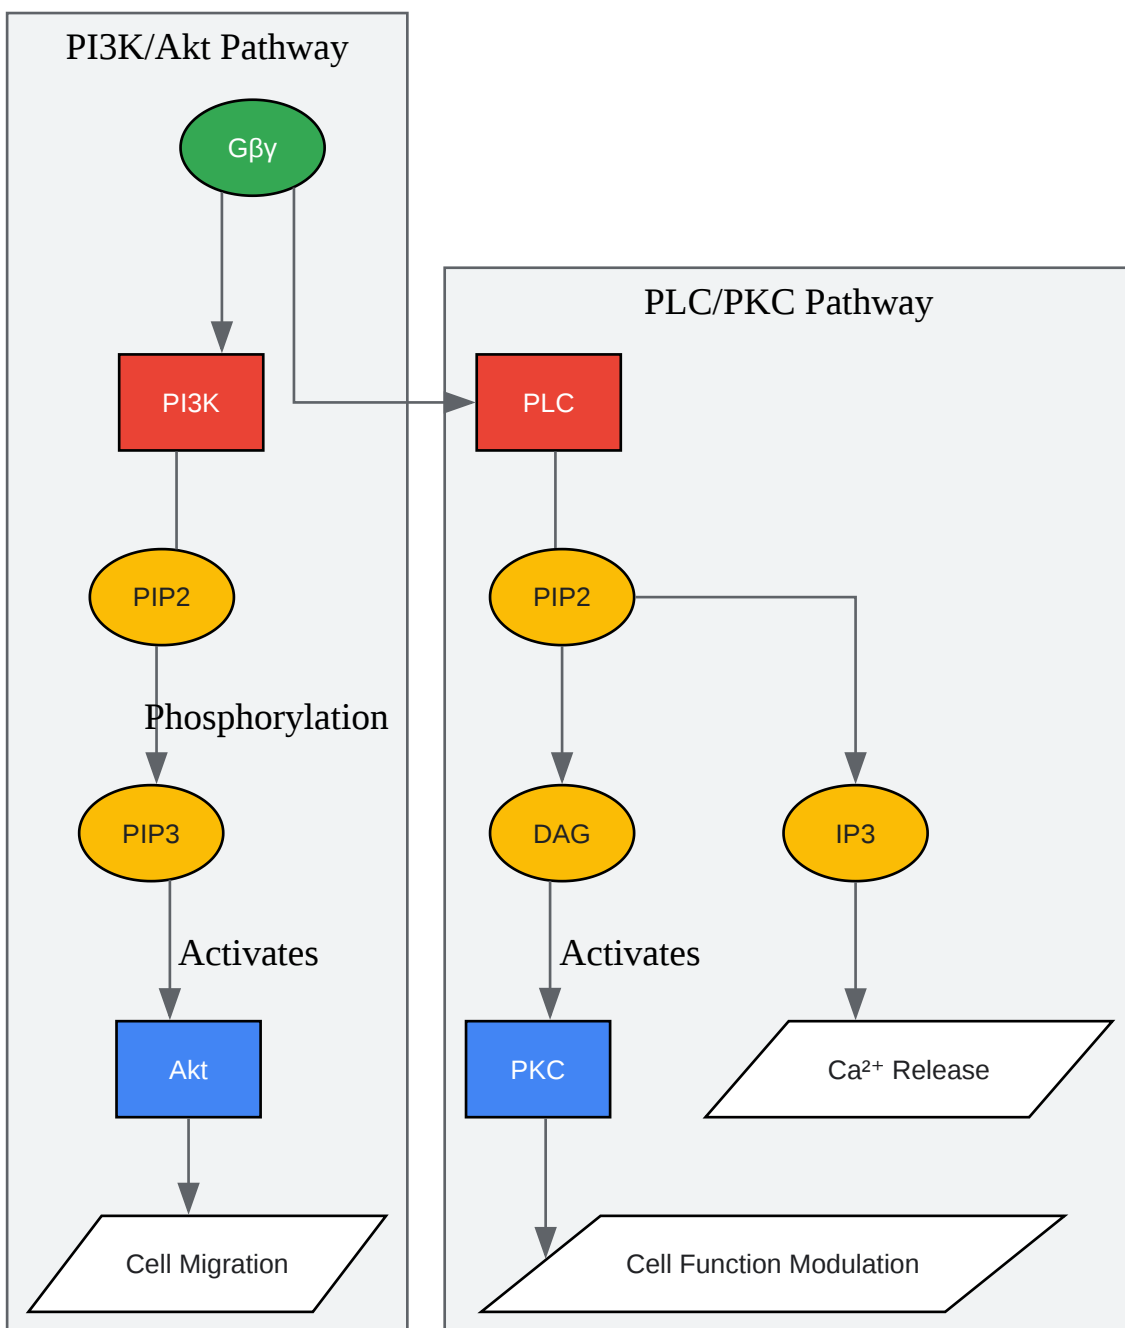 PI3K/Akt Pathway
Gβγ
PI3K
PIP2
Phosphorylation
PIP3
Activates
Akt
Cell Migration
PLC/PKC Pathway
PLC
PIP2
DAG
IP3
Activates
PKC
Ca²⁺ Release
Cell Function Modulation